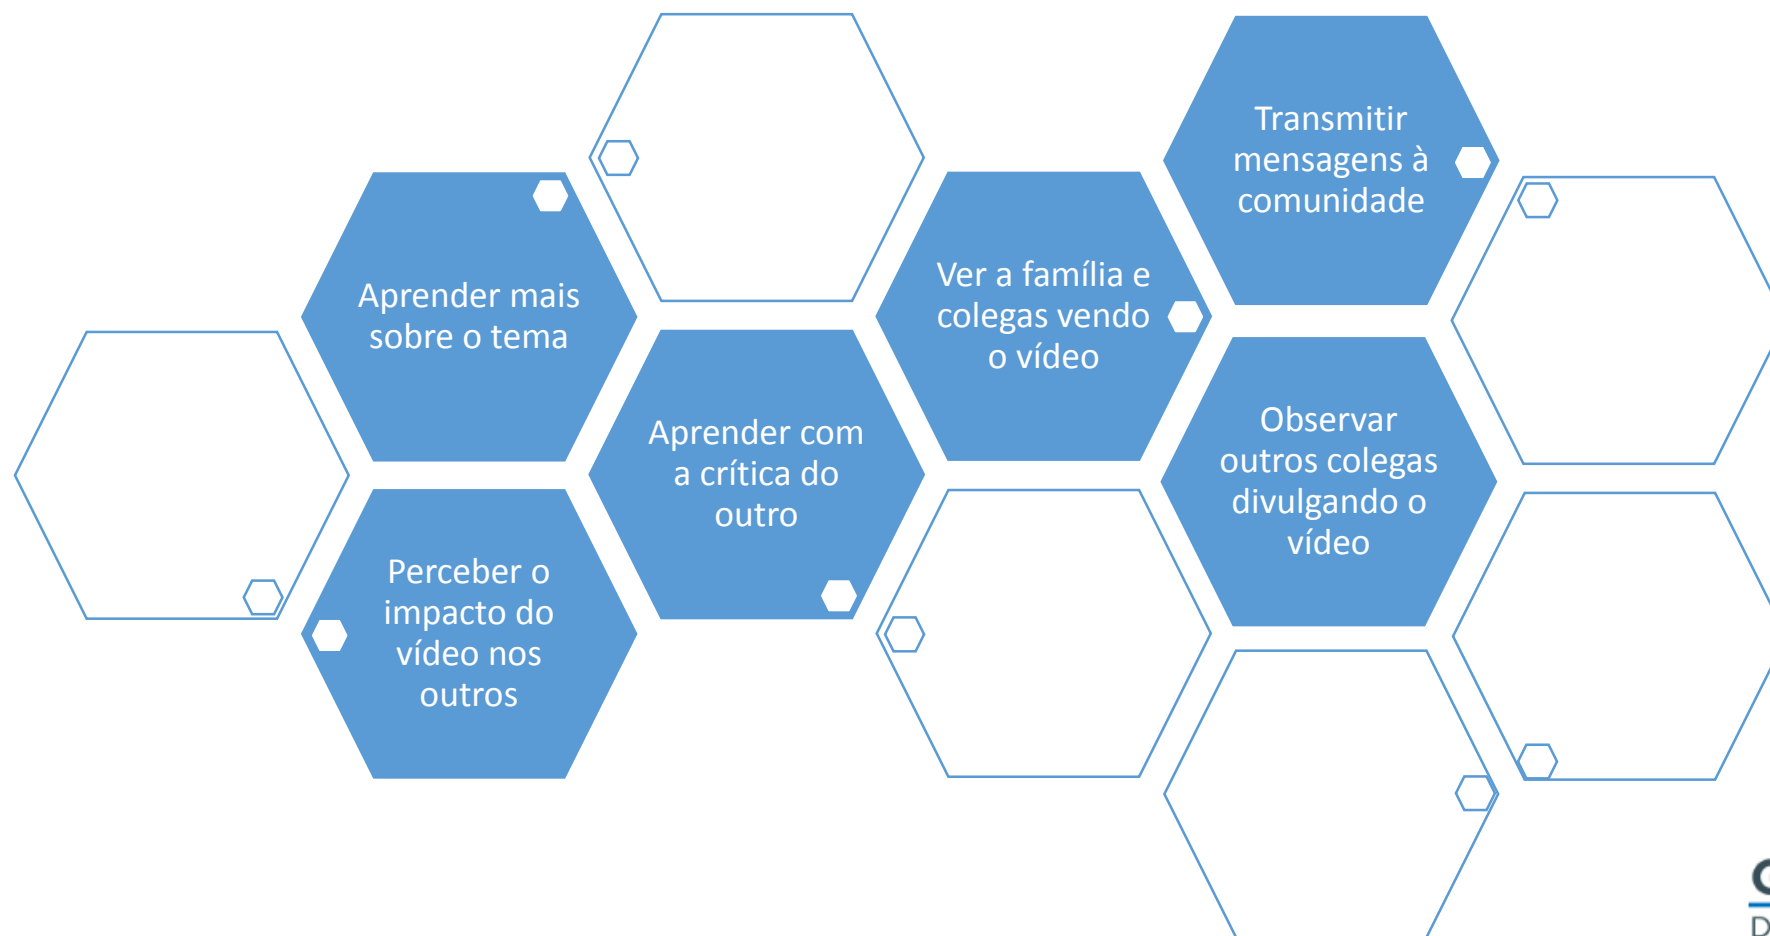 Transmitir
mensagens à
comunidade
Aprender mais
sobre o tema
Ver a família e
colegas vendo
o vídeo
Aprender com
a crítica do
outro
Observar
outros colegas
divulgando o
vídeo
Perceber o
impacto do
vídeo nos
outros